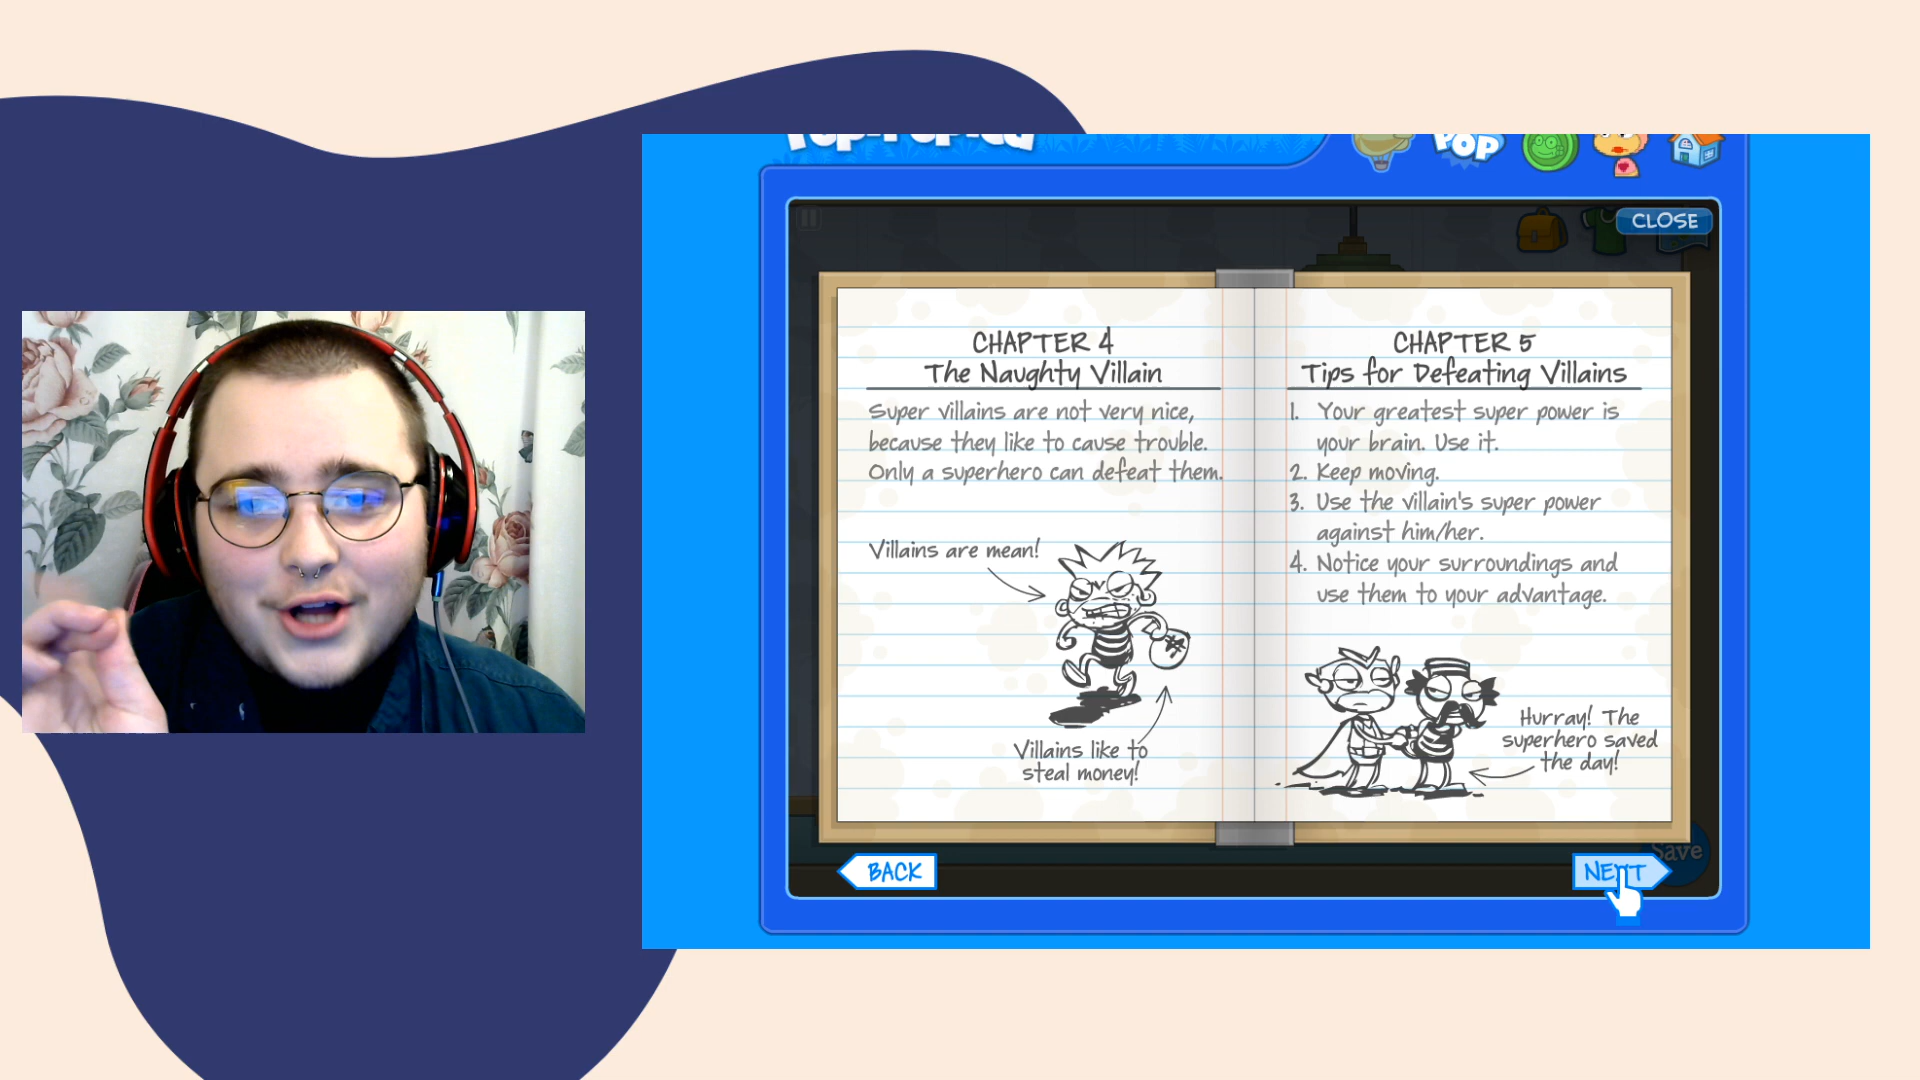 POP
CLOSE
CHAPTER 4
The Naughty Villain
Super villains are not very nice,
because they like to cause trouble.
Only a superhero can defeat them.
Villains are mean!
Villains like to
steal money!
CHAPTER 5
Tips for Defeating Villains
1. Your greatest super power is
your brain. Use it.
2. Keep moving.
3. Use the villain's super power
against him/her.
4. Notice your surroundings and
use them to your advantage.
Hurray! The
superhero saved
the day!
Save
BACK
NEXT